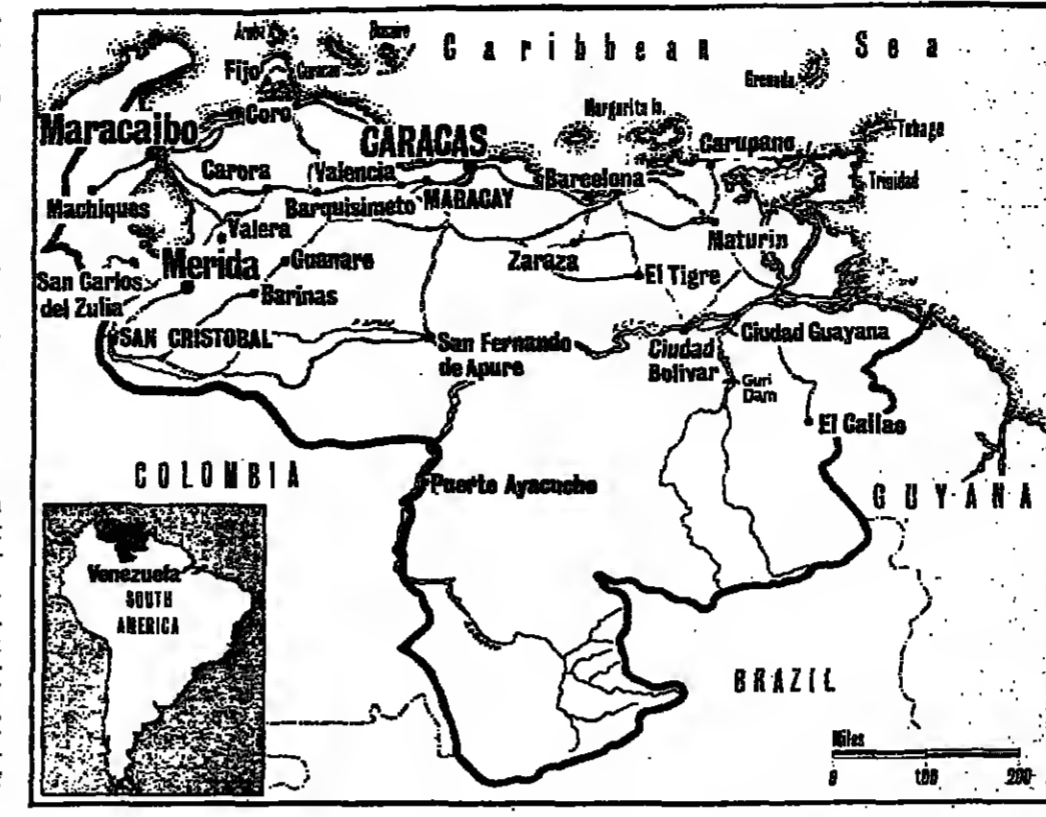 Aruba
Caribbean Sea
Fijo
Curacao
Grenada
Margarita Is.
Maracaibo
Coro
CARACAS
Carupano
Tobago
Carora
Valencia
Barcelona
Trinidad
Machiques
Barquisimeto
MARACAY
Valera
Maturin
San Carlos
del Zulia
Merida
Guanare
Zaraza
El Tigre
Barinas
SAN CRISTOBAL
San Fernando
de Apure
Ciudad
Bolivar
Ciudad Guayana
Guri
Dam
El Callao
COLOMBIA
Puerto Ayacucho
GUYANA
Venezuela
SOUTH
AMERICA
BRAZIL
Miles
0 100 200